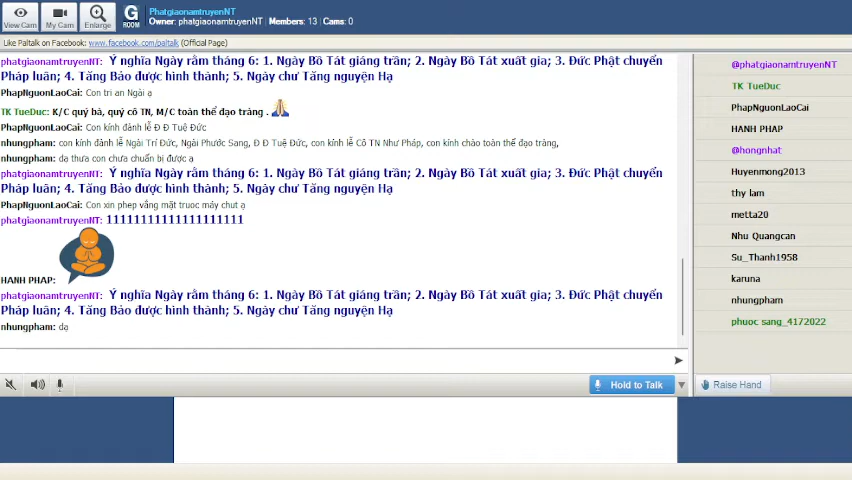 PhatgiaonamtruyenNT
Owner: phatgiaonamtruyenNT | Members: 13 | Cams: 0
View Cam
My Cam
Enlarge
G
ROOM
Like Paltalk on Facebook: www.facebook.com/paltalk (Official Page)
phatgiaonamtruyenNT: Ý nghĩa Ngày rằm tháng 6: 1. Ngày Bồ Tát giáng trần; 2. Ngày Bồ Tát xuất gia; 3. Đức Phật chuyển
Pháp luân; 4. Tăng Bảo được hình thành; 5. Ngày chư Tăng nguyện Hạ
PhapNguonLaoCai: Con tri an Ngài ạ
TK TueDuc: K/C quý bà, quý cô TN, M/C toàn thể đạo tràng .
PhapNguonLaoCai: Con kính đảnh lễ Đ Đ Tuệ Đức
nhungpham: con kính đảnh lễ Ngài Trí Đức, Ngài Phước Sang, Đ Đ Tuệ Đức, con kính lễ Cô TN Như Pháp, con kính chào toàn thể đạo tràng,
nhungpham: dạ thưa con chưa chuẩn bị được ạ
phatgiaonamtruyenNT: Ý nghĩa Ngày rằm tháng 6: 1. Ngày Bồ Tát giáng trần; 2. Ngày Bồ Tát xuất gia; 3. Đức Phật chuyển
Pháp luân; 4. Tăng Bảo được hình thành; 5. Ngày chư Tăng nguyện Hạ
PhapNguonLaoCai: Con xin phep vắng mặt truoc máy chut ạ
phatgiaonamtruyenNT: 11111111111111111111
HANH PHAP:
phatgiaonamtruyenNT: Ý nghĩa Ngày rằm tháng 6: 1. Ngày Bồ Tát giáng trần; 2. Ngày Bồ Tát xuất gia; 3. Đức Phật chuyển
Pháp luân; 4. Tăng Bảo được hình thành; 5. Ngày chư Tăng nguyện Hạ
nhungpham: dạ
Hold to Talk
@phatgiaonamtruyenNT
TK TueDuc
PhapNguonLaoCai
HANH PHAP
@hongnhat
Huyenmong2013
thy lam
metta20
Nhu Quangcan
Su_Thanh1958
karuna
nhungpham
phuoc sang_4172022
Raise Hand